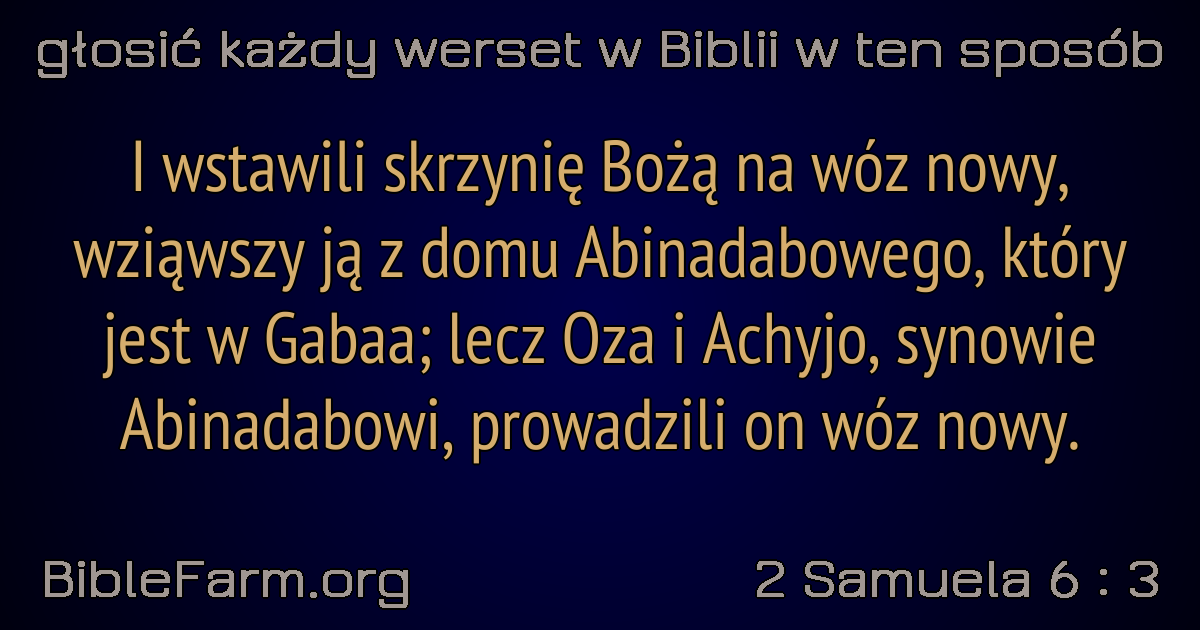 głosić każdy werset w Biblii w ten sposób
I wstawili skrzynię Bożą na wóz nowy,
wziąwszy ją z domu Abinadabowego, który
jest w Gabaa; lecz Oza i Achyjo, synowie
Abinadabowi, prowadzili on wóz nowy.
BibleFarm.org
2 Samuela 6 : 3